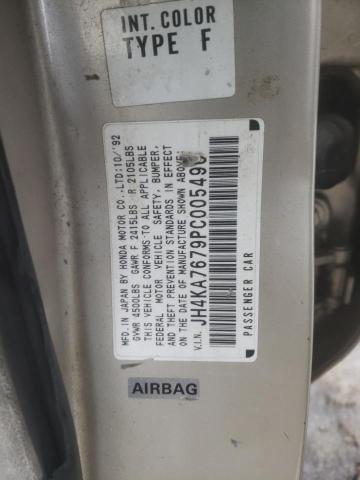 INT. COLOR
TYPE F
MFD. IN JAPAN BY HONDA MOTOR CO., LTD: 10/'92
GVWR 4500LBS GAWR F 2415LBS R 2105LBS
THIS VEHICLE CONFORMS TO ALL APPLICABLE
FEDERAL MOTOR VEHICLE SAFETY, BUMPER,
AND THEFT PREVENTION STANDARDS IN EFFECT
ON THE DATE OF MANUFACTURE SHOWN ABOVE.
V.I.N. JH4KA7679PC005490
PASSENGER CAR
AIRBAG